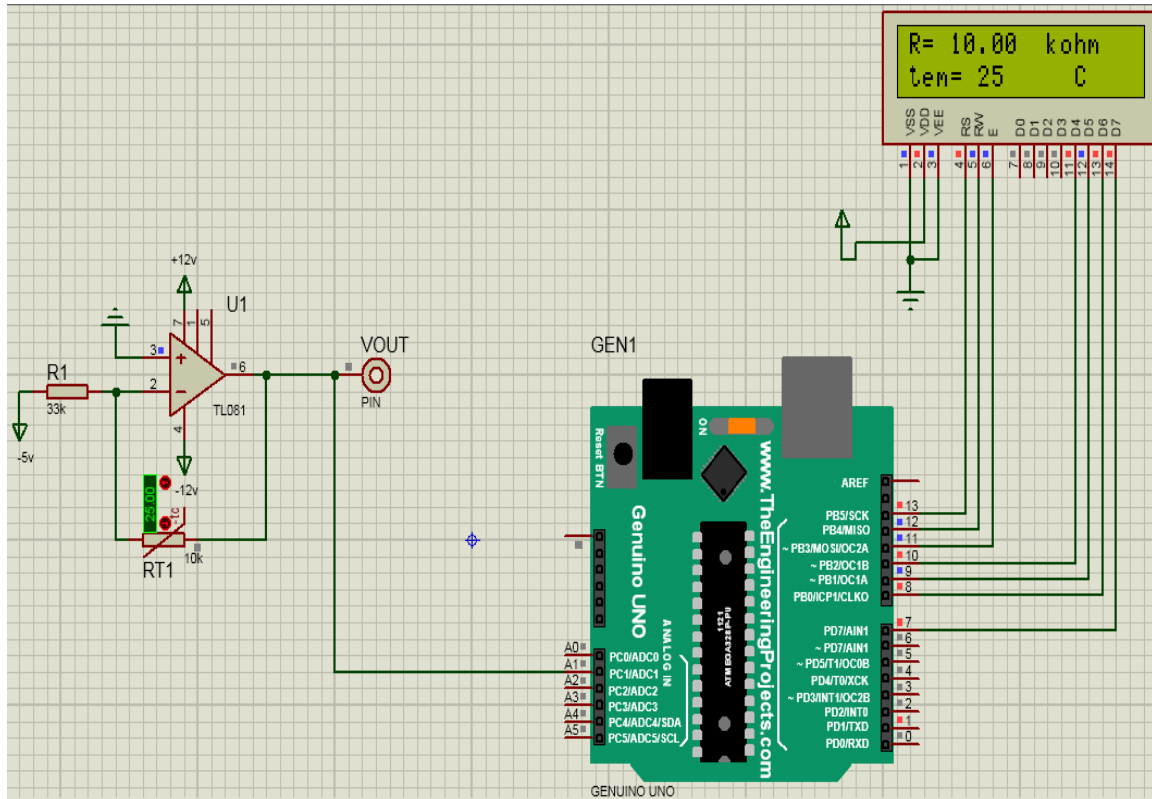 R= 10.00 kohm
tem= 25 C
VSS
VDD
VEE
RS
RW
E
D0
D1
D2
D3
D4
D5
D6
D7
1
2
3
4
5
6
7
8
9
10
11
12
13
14
+12v
U1
7
1
5
3
6
2
4
+
−
TL081
R1
33k
-5v
-12v
VOUT
PIN
25.00
-tc
RT1
10k
GEN1
GENUINO UNO
Reset BTN
ON
www.TheEngineeringProjects.com
Genuino UNO
ANALOG IN
1121
ATMEGA328P-PU
A0
A1
A2
A3
A4
A5
PC0/ADC0
PC1/ADC1
PC2/ADC2
PC3/ADC3
PC4/ADC4/SDA
PC5/ADC5/SCL
AREF
PB5/SCK 13
PB4/MISO 12
~ PB3/MOSI/OC2A 11
~ PB2/OC1B 10
~ PB1/OC1A 9
PB0/ICP1/CLKO 8
PD7/AIN1 7
~ PD7/AIN1 6
~ PD5/T1/OC0B 5
PD4/T0/XCK 4
~ PD3/INT1/OC2B 3
PD2/INT0 2
PD1/TXD 1
PD0/RXD 0